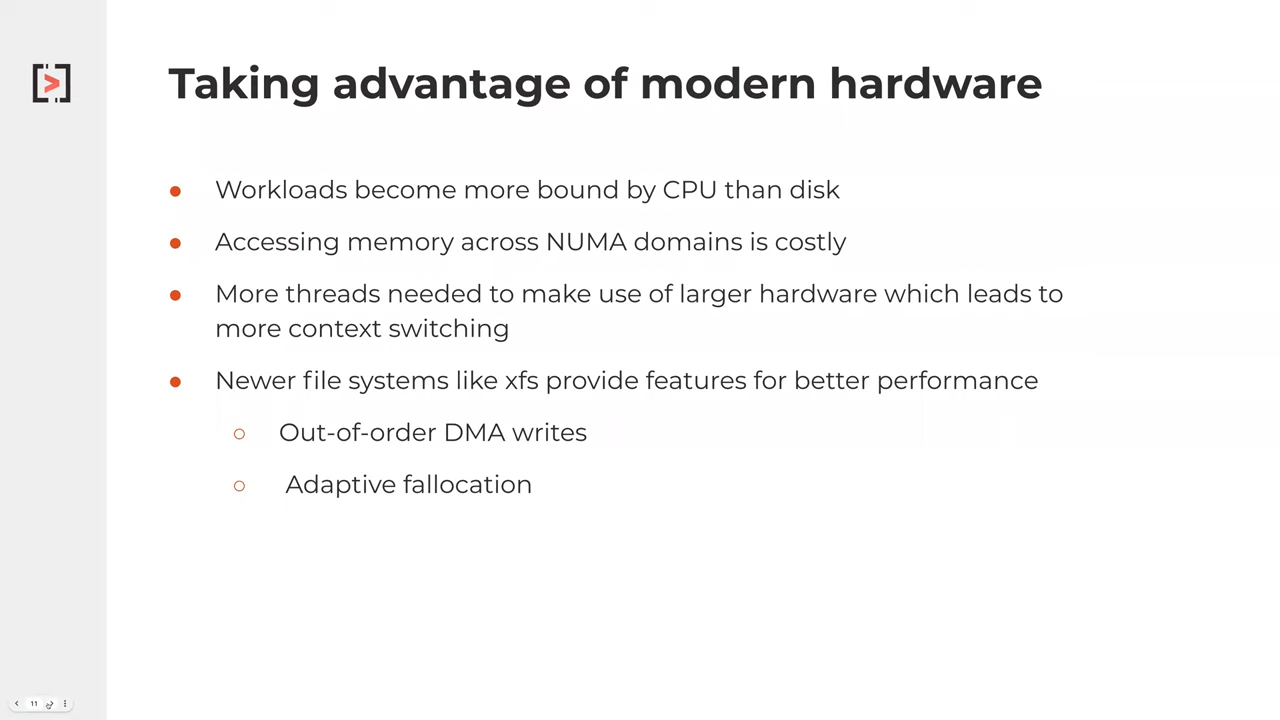 Taking advantage of modern hardware
● Workloads become more bound by CPU than disk
● Accessing memory across NUMA domains is costly
● More threads needed to make use of larger hardware which leads to
more context switching
● Newer file systems like xfs provide features for better performance
○ Out-of-order DMA writes
○ Adaptive fallocation
11